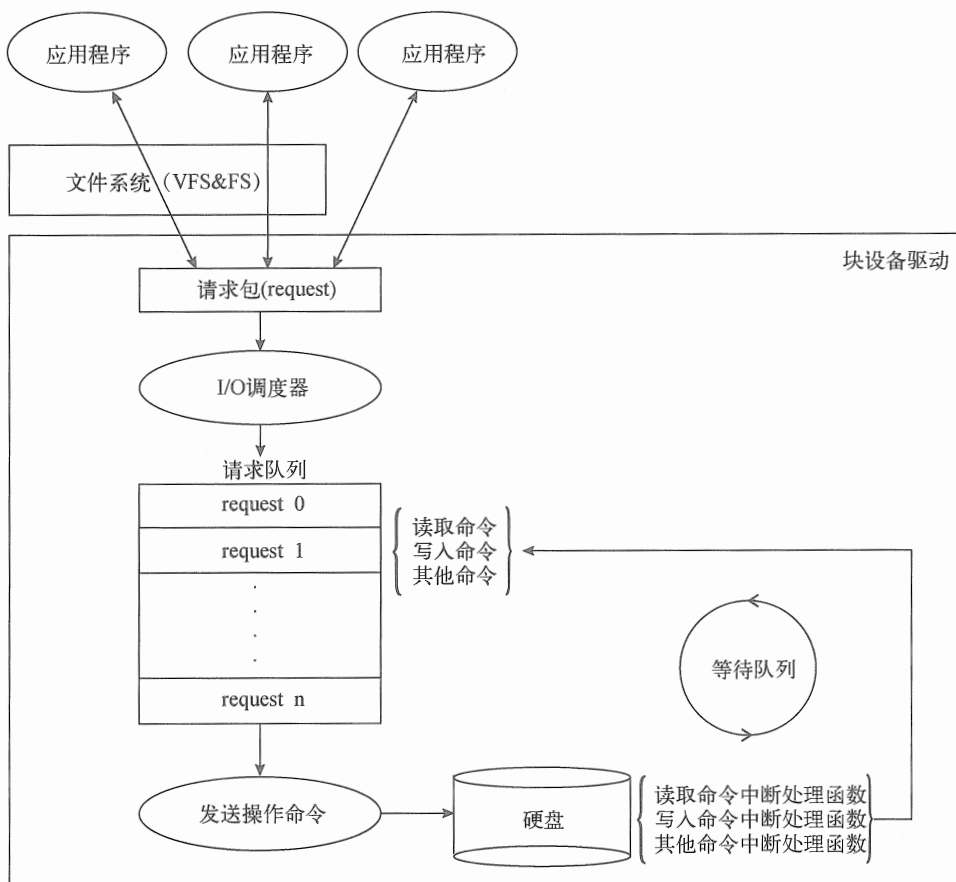 应用程序
应用程序
应用程序
文件系统（VFS&FS）
块设备驱动
请求包(request)
I/O调度器
请求队列
request 0
request 1
.
.
.
.
request n
读取命令
写入命令
其他命令
等待队列
发送操作命令
硬盘
读取命令中断处理函数
写入命令中断处理函数
其他命令中断处理函数